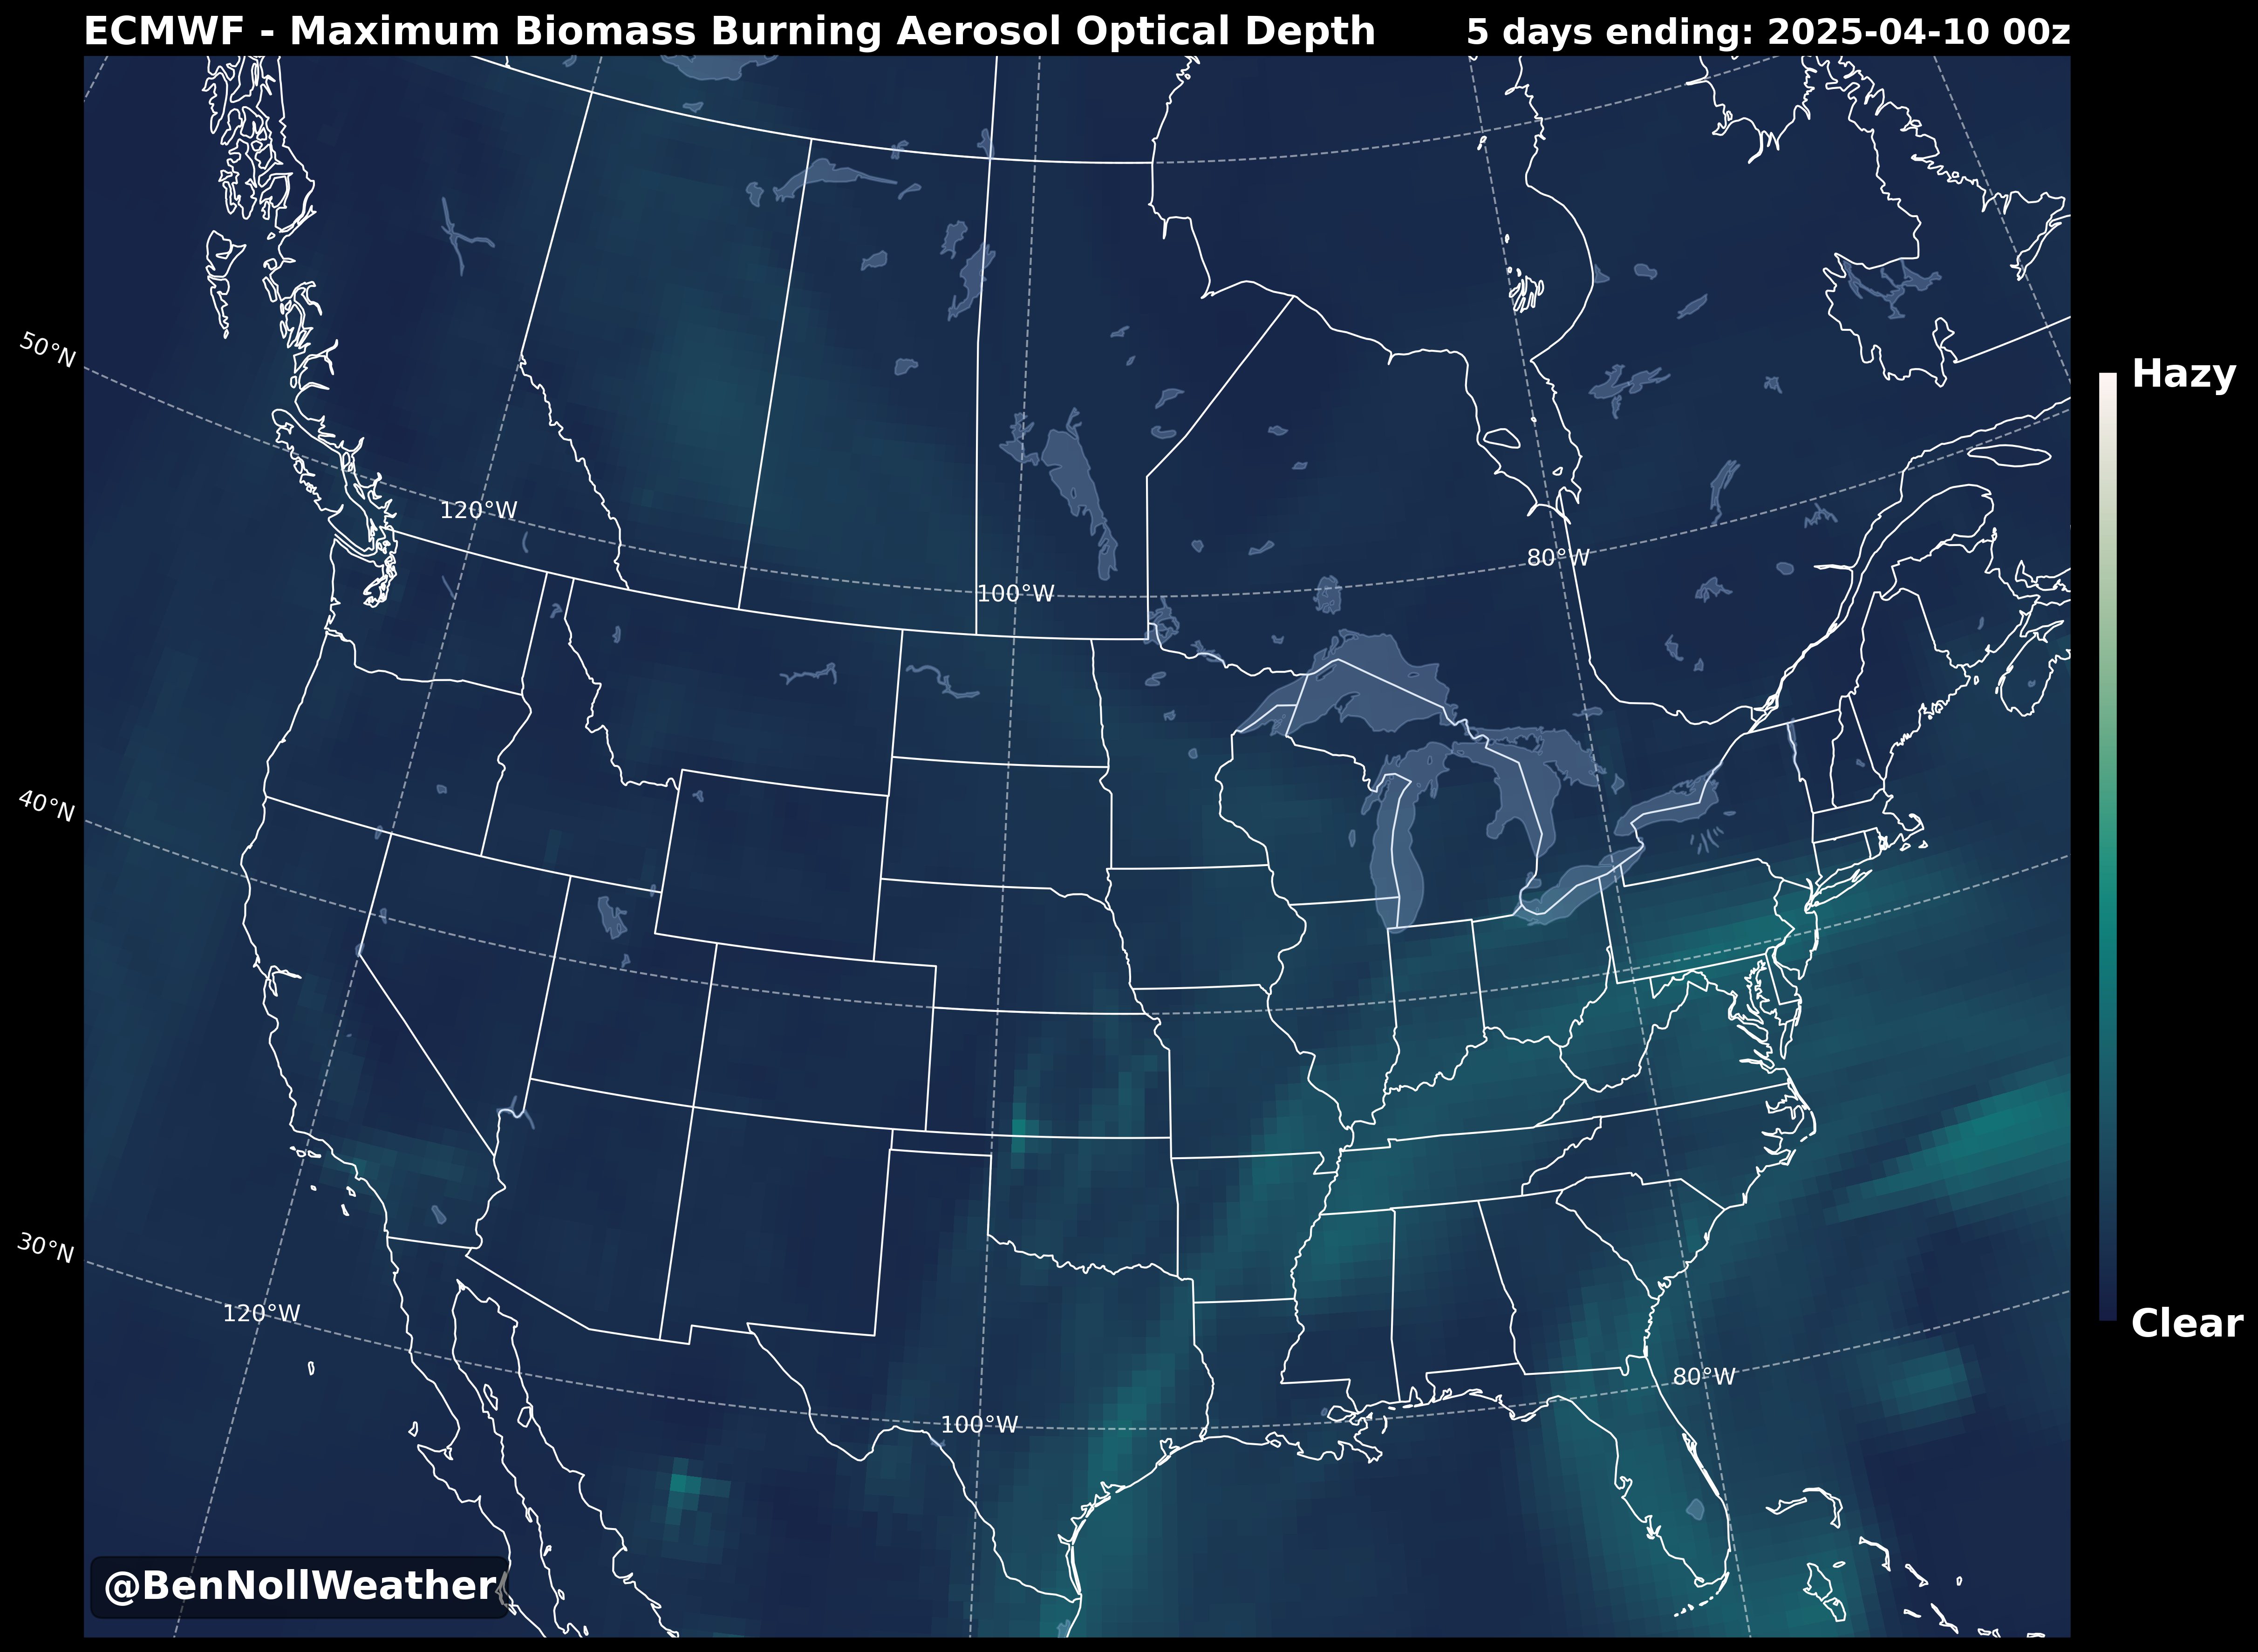 ECMWF - Maximum Biomass Burning Aerosol Optical Depth
5 days ending: 2025-04-10 00z
50°N
Hazy
120°W
80°W
100°W
40°N
30°N
120°W
Clear
80°W
100°W
@BenNollWeather